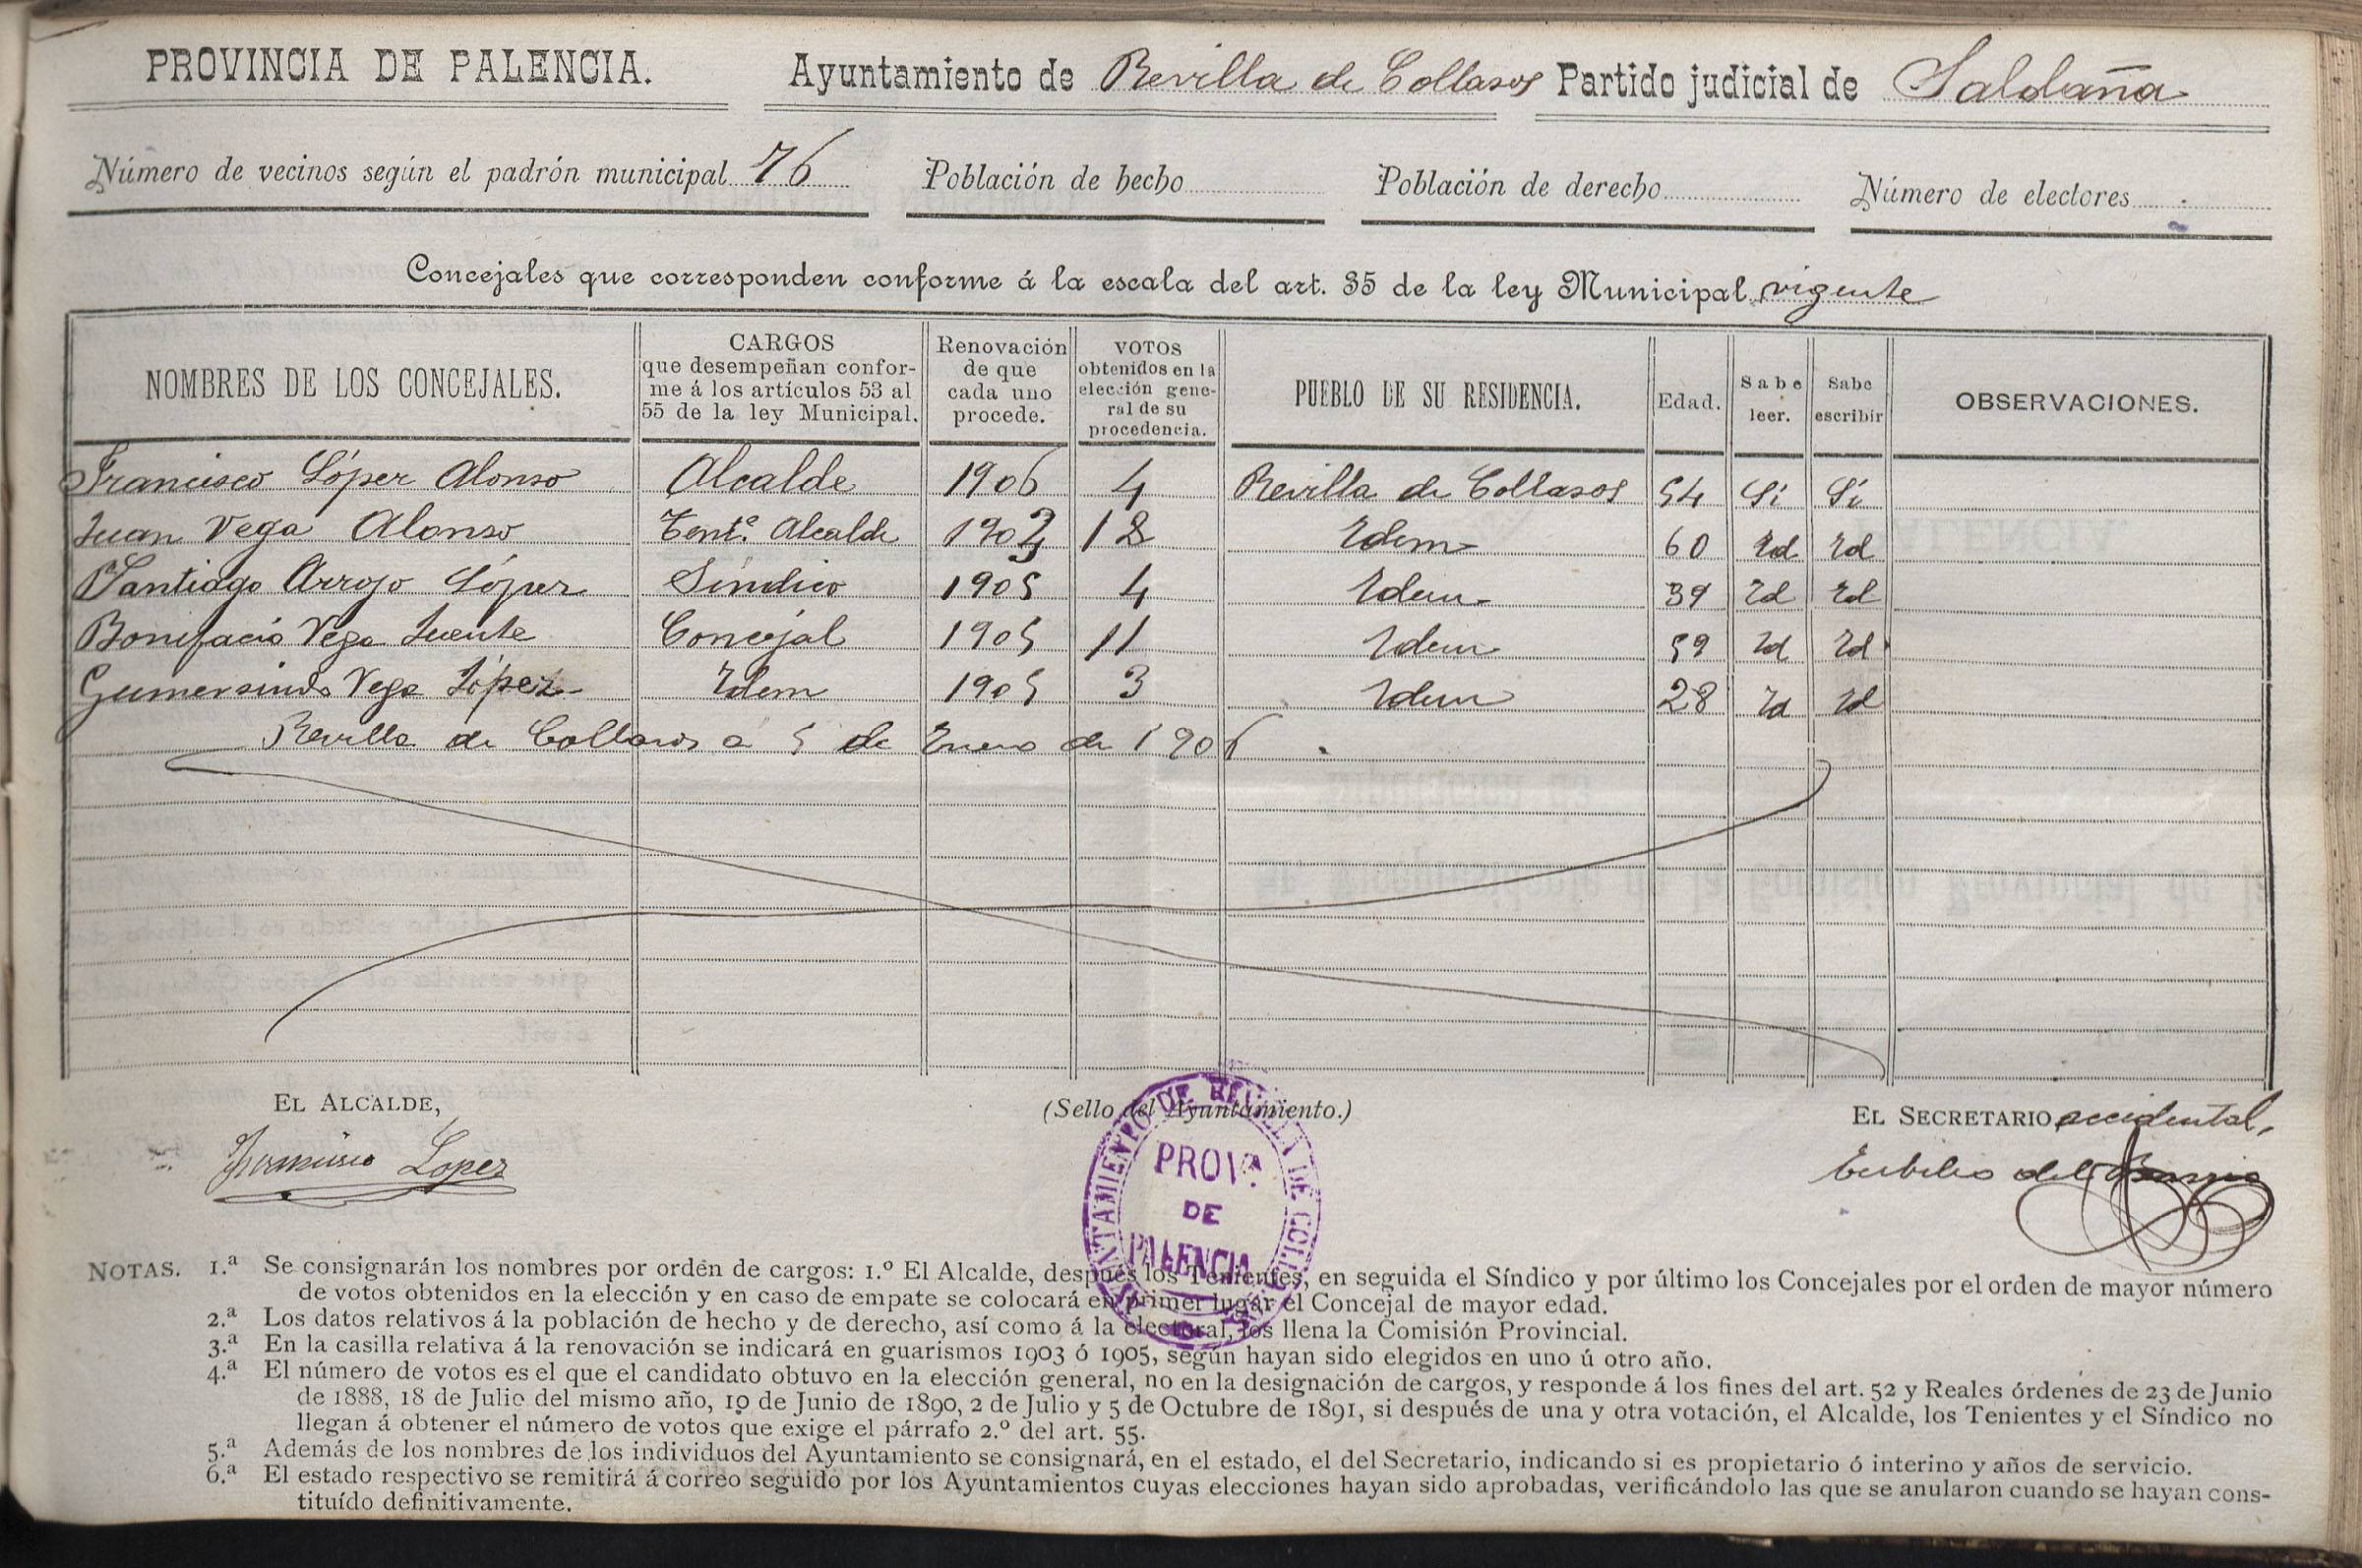 PROVINCIA DE PALENCIA. Ayuntamiento de Revilla de Collasos Partido judicial de Saldaña
Número de vecinos según el padrón municipal 76 Población de hecho Población de derecho Número de electores
Concejales que corresponden conforme á la escala del art. 35 de la ley Municipal vigente
NOMBRES DE LOS CONCEJALES. CARGOS que desempeñan conforme á los artículos 53 al 55 de la ley Municipal. Renovación de que cada uno procede. VOTOS obtenidos en la elección general de su procedencia. PUEBLO DE SU RESIDENCIA. Edad. Sabe leer. Sabe escribir OBSERVACIONES.
Francisco López Alonso Alcalde 1906 4 Revilla de Collasos 54 Sí Sí
Juan Vega Alonso Tente. Alcalde 1903 12 Idem 60 Id Id
Santiago Arroyo López Síndico 1905 4 Idem 39 Id Id
Bonifacio Vega Fuente Concejal 1905 11 Idem 59 Id Id
Gumersindo Vega López Idem 1905 3 Idem 28 Id Id
Revilla de Collasos a 5 de Enero de 1906
EL ALCALDE, (Sello del Ayuntamiento.) EL SECRETARIO accidental,
Francisco Lopez
PROV.ª
DE
PALENCIA
NOTAS. 1.ª Se consignarán los nombres por orden de cargos: 1.º El Alcalde, después los Tenientes, en seguida el Síndico y por último los Concejales por el orden de mayor número
de votos obtenidos en la elección y en caso de empate se colocará en primer lugar el Concejal de mayor edad.
2.ª Los datos relativos á la población de hecho y de derecho, así como á la electoral, los llena la Comisión Provincial.
3.ª En la casilla relativa á la renovación se indicará en guarismos 1903 ó 1905, según hayan sido elegidos en uno ú otro año.
4.ª El número de votos es el que el candidato obtuvo en la elección general, no en la designación de cargos, y responde á los fines del art. 52 y Reales órdenes de 23 de Junio
de 1888, 18 de Julio del mismo año, 10 de Junio de 1890, 2 de Julio y 5 de Octubre de 1891, si después de una y otra votación, el Alcalde, los Tenientes y el Síndico no
llegan á obtener el número de votos que exige el párrafo 2.º del art. 55.
5.ª Además de los nombres de los individuos del Ayuntamiento se consignará, en el estado, el del Secretario, indicando si es propietario ó interino y años de servicio.
6.ª El estado respectivo se remitirá á correo seguido por los Ayuntamientos cuyas elecciones hayan sido aprobadas, verificándolo las que se anularon cuando se hayan cons-
tituído definitivamente.